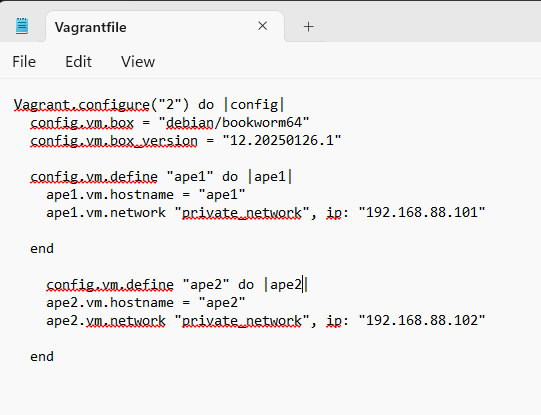 Vagrantfile
File Edit View
Vagrant.configure("2") do |config|
  config.vm.box = "debian/bookworm64"
  config.vm.box_version = "12.20250126.1"

  config.vm.define "ape1" do |ape1|
    ape1.vm.hostname = "ape1"
    ape1.vm.network "private_network", ip: "192.168.88.101"

  end

    config.vm.define "ape2" do |ape2|
    ape2.vm.hostname = "ape2"
    ape2.vm.network "private_network", ip: "192.168.88.102"

  end